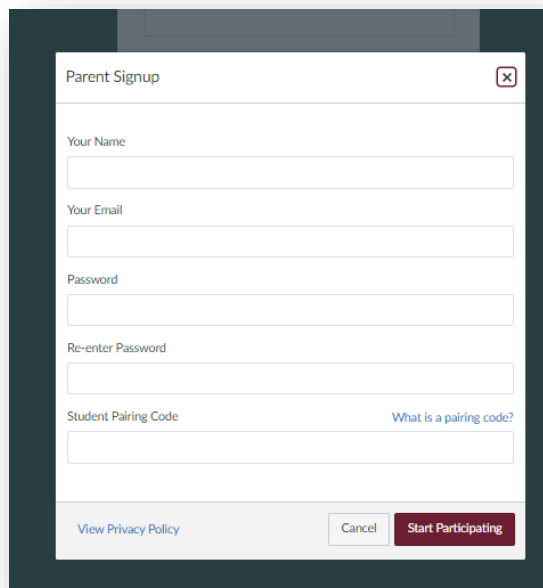 Parent Signup
Your Name
Your Email
Password
Re-enter Password
Student Pairing Code What is a pairing code?
View Privacy Policy Cancel Start Participating